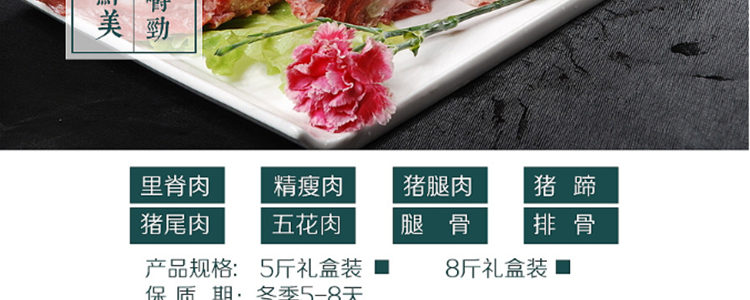 鮮美
嚼勁
里脊肉 精瘦肉 猪腿肉 猪 蹄
猪尾肉 五花肉 腿 骨 排 骨
产品规格: 5斤礼盒装 ■ 8斤礼盒装 ■
保 质 期: 冬季5-8天